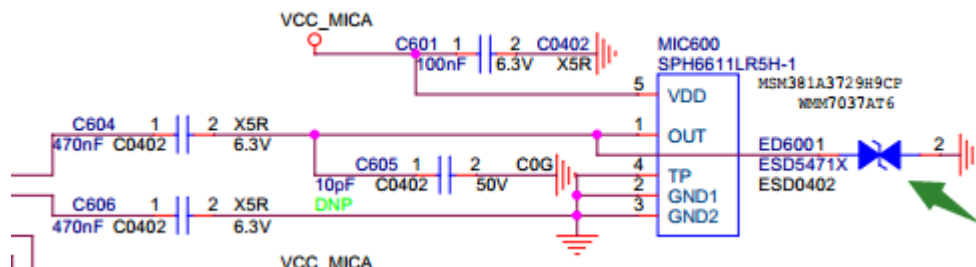 VCC_MICA
C601 1 2 C0402
100nF 6.3V X5R
MIC600
SPH6611LR5H-1
MSM381A3729H9CP
WMM7037AT6
5 VDD
C604 1 2 X5R
470nF C0402 6.3V
1 OUT
ED6001 1 2
ESD5471X
ESD0402
C605 1 2 C0G
10pF C0402 50V
DNP
4 TP
2 GND1
3 GND2
C606 1 2 X5R
470nF C0402 6.3V
VCC_MICA